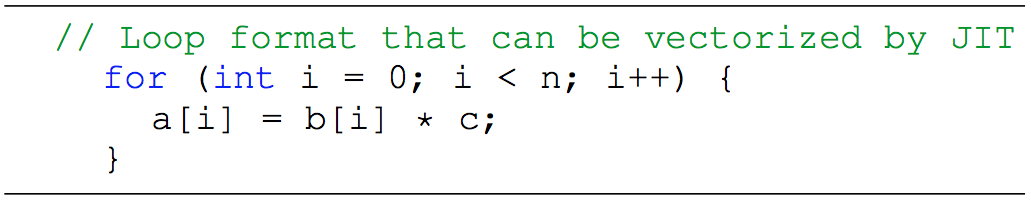 // Loop format that can be vectorized by JIT
for (int i = 0; i < n; i++) {
a[i] = b[i] * c;
}